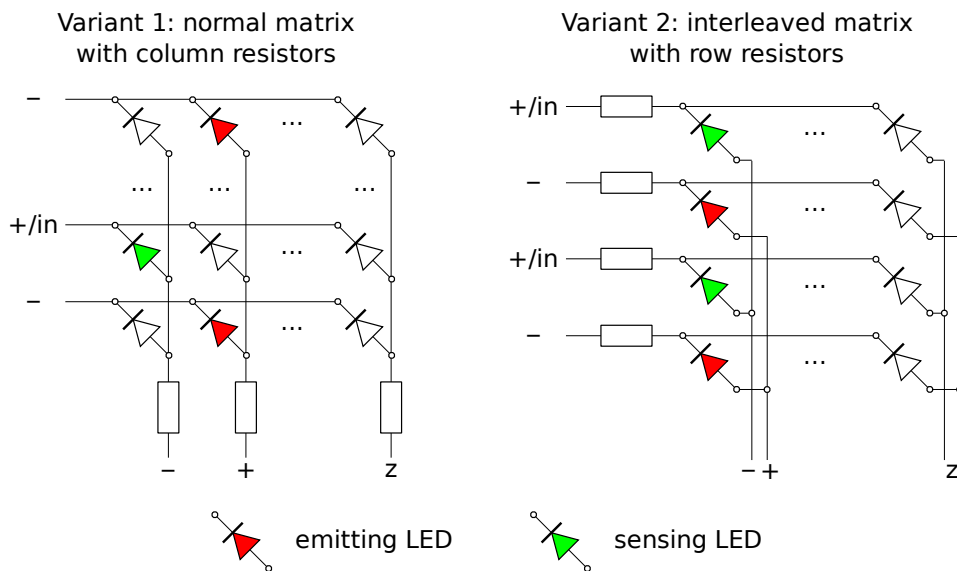 Variant 1: normal matrix
with column resistors
–
...
...
...
+/in
...
–
...
– + z
Variant 2: interleaved matrix
with row resistors
+/in
...
–
...
+/in
...
–
...
– + z
emitting LED
sensing LED